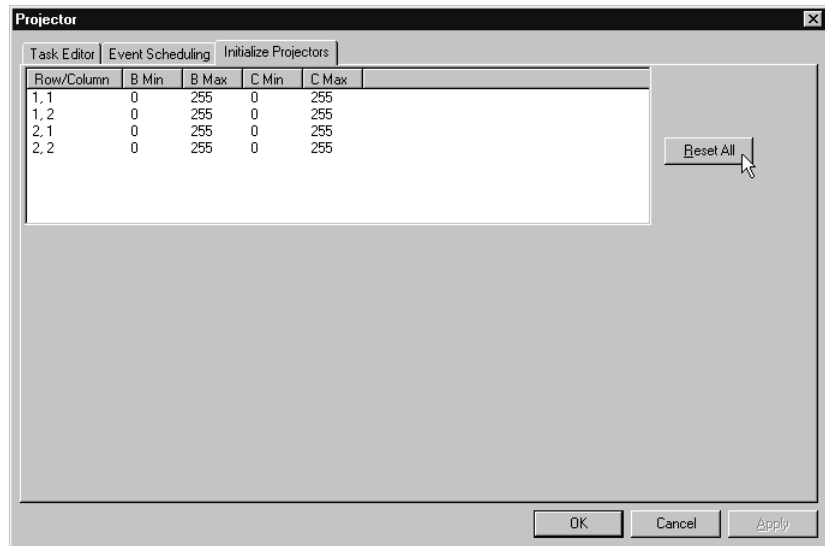 Projector
Task Editor Event Scheduling Initialize Projectors
Row/Column B Min B Max C Min C Max
1, 1 0 255 0 255
1, 2 0 255 0 255
2, 1 0 255 0 255
2, 2 0 255 0 255
Reset All
OK Cancel Apply